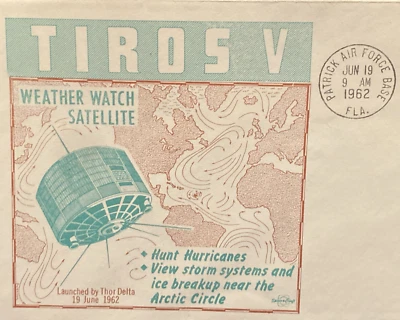 TIROS V
WEATHER WATCH
SATELLITE
PATRICK AIR FORCE BASE
JUN 19
9 AM
1962
FLA.
• Hunt Hurricanes
• View storm systems and
ice breakup near the
Arctic Circle
Launched by Thor Delta
19 June 1962